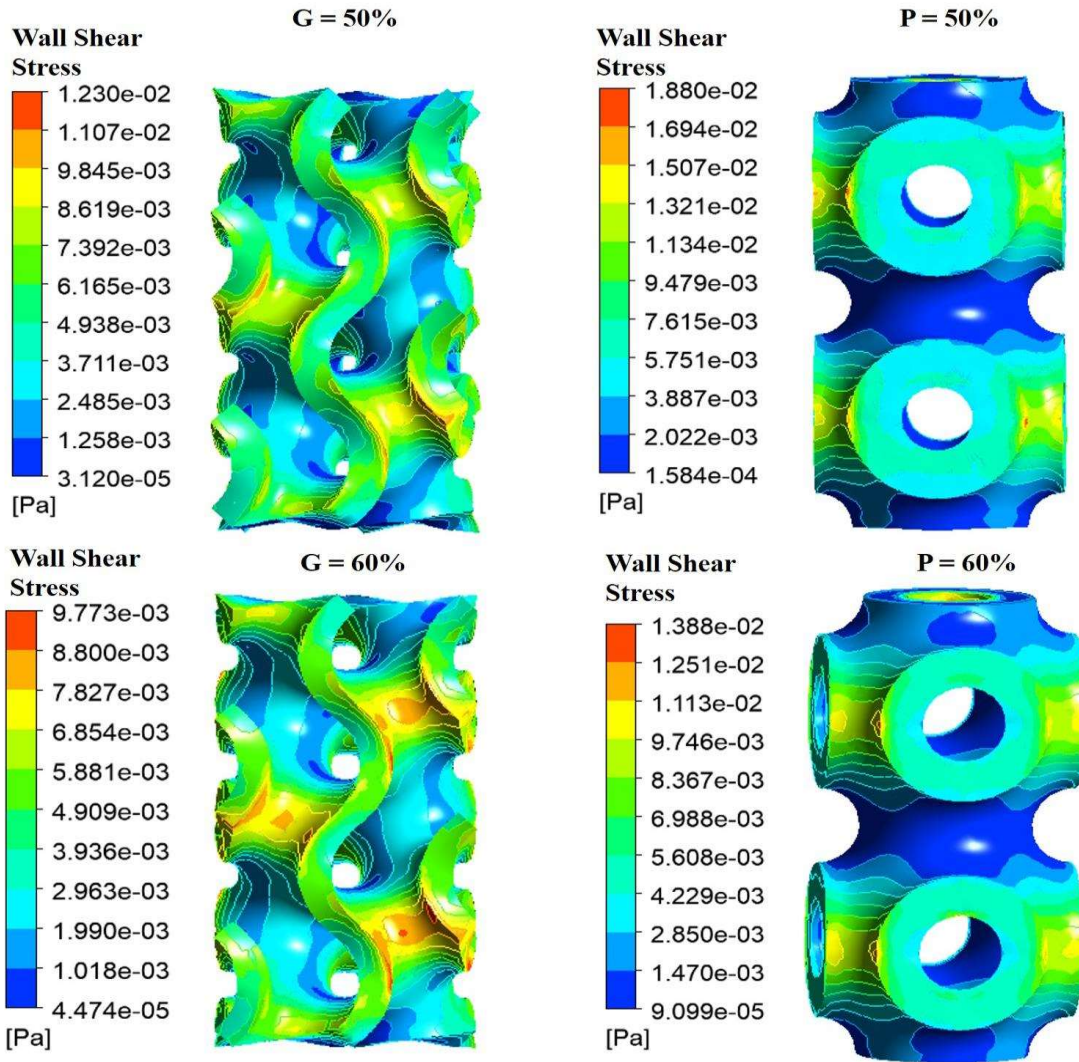 G = 50%
Wall Shear
Stress
1.230e-02
1.107e-02
9.845e-03
8.619e-03
7.392e-03
6.165e-03
4.938e-03
3.711e-03
2.485e-03
1.258e-03
3.120e-05
[Pa]
P = 50%
Wall Shear
Stress
1.880e-02
1.694e-02
1.507e-02
1.321e-02
1.134e-02
9.479e-03
7.615e-03
5.751e-03
3.887e-03
2.022e-03
1.584e-04
[Pa]
G = 60%
Wall Shear
Stress
9.773e-03
8.800e-03
7.827e-03
6.854e-03
5.881e-03
4.909e-03
3.936e-03
2.963e-03
1.990e-03
1.018e-03
4.474e-05
[Pa]
P = 60%
Wall Shear
Stress
1.388e-02
1.251e-02
1.113e-02
9.746e-03
8.367e-03
6.988e-03
5.608e-03
4.229e-03
2.850e-03
1.470e-03
9.099e-05
[Pa]